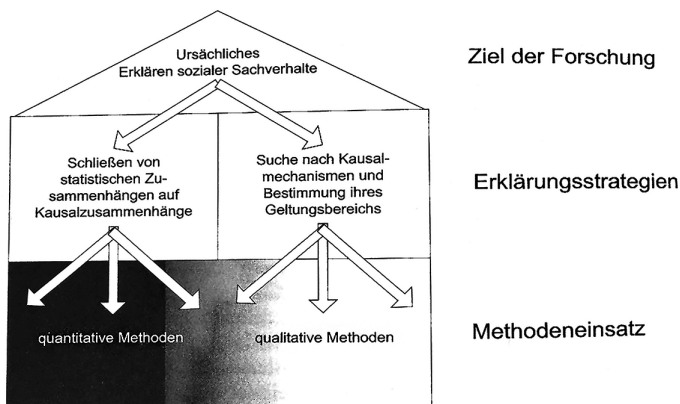 Ursächliches
Erklären sozialer Sachverhalte
Ziel der Forschung
Schließen von
statistischen Zu-
sammenhängen auf
Kausalzusammenhänge
Suche nach Kausal-
mechanismen und
Bestimmung ihres
Geltungsbereichs
Erklärungsstrategien
quantitative Methoden
qualitative Methoden
Methodeneinsatz